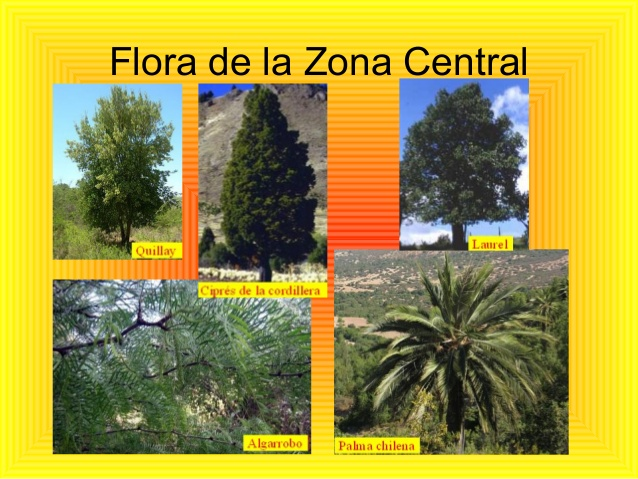 Flora de la Zona Central
Quillay
Ciprés de la cordillera
Laurel
Algarrobo
Palma chilena